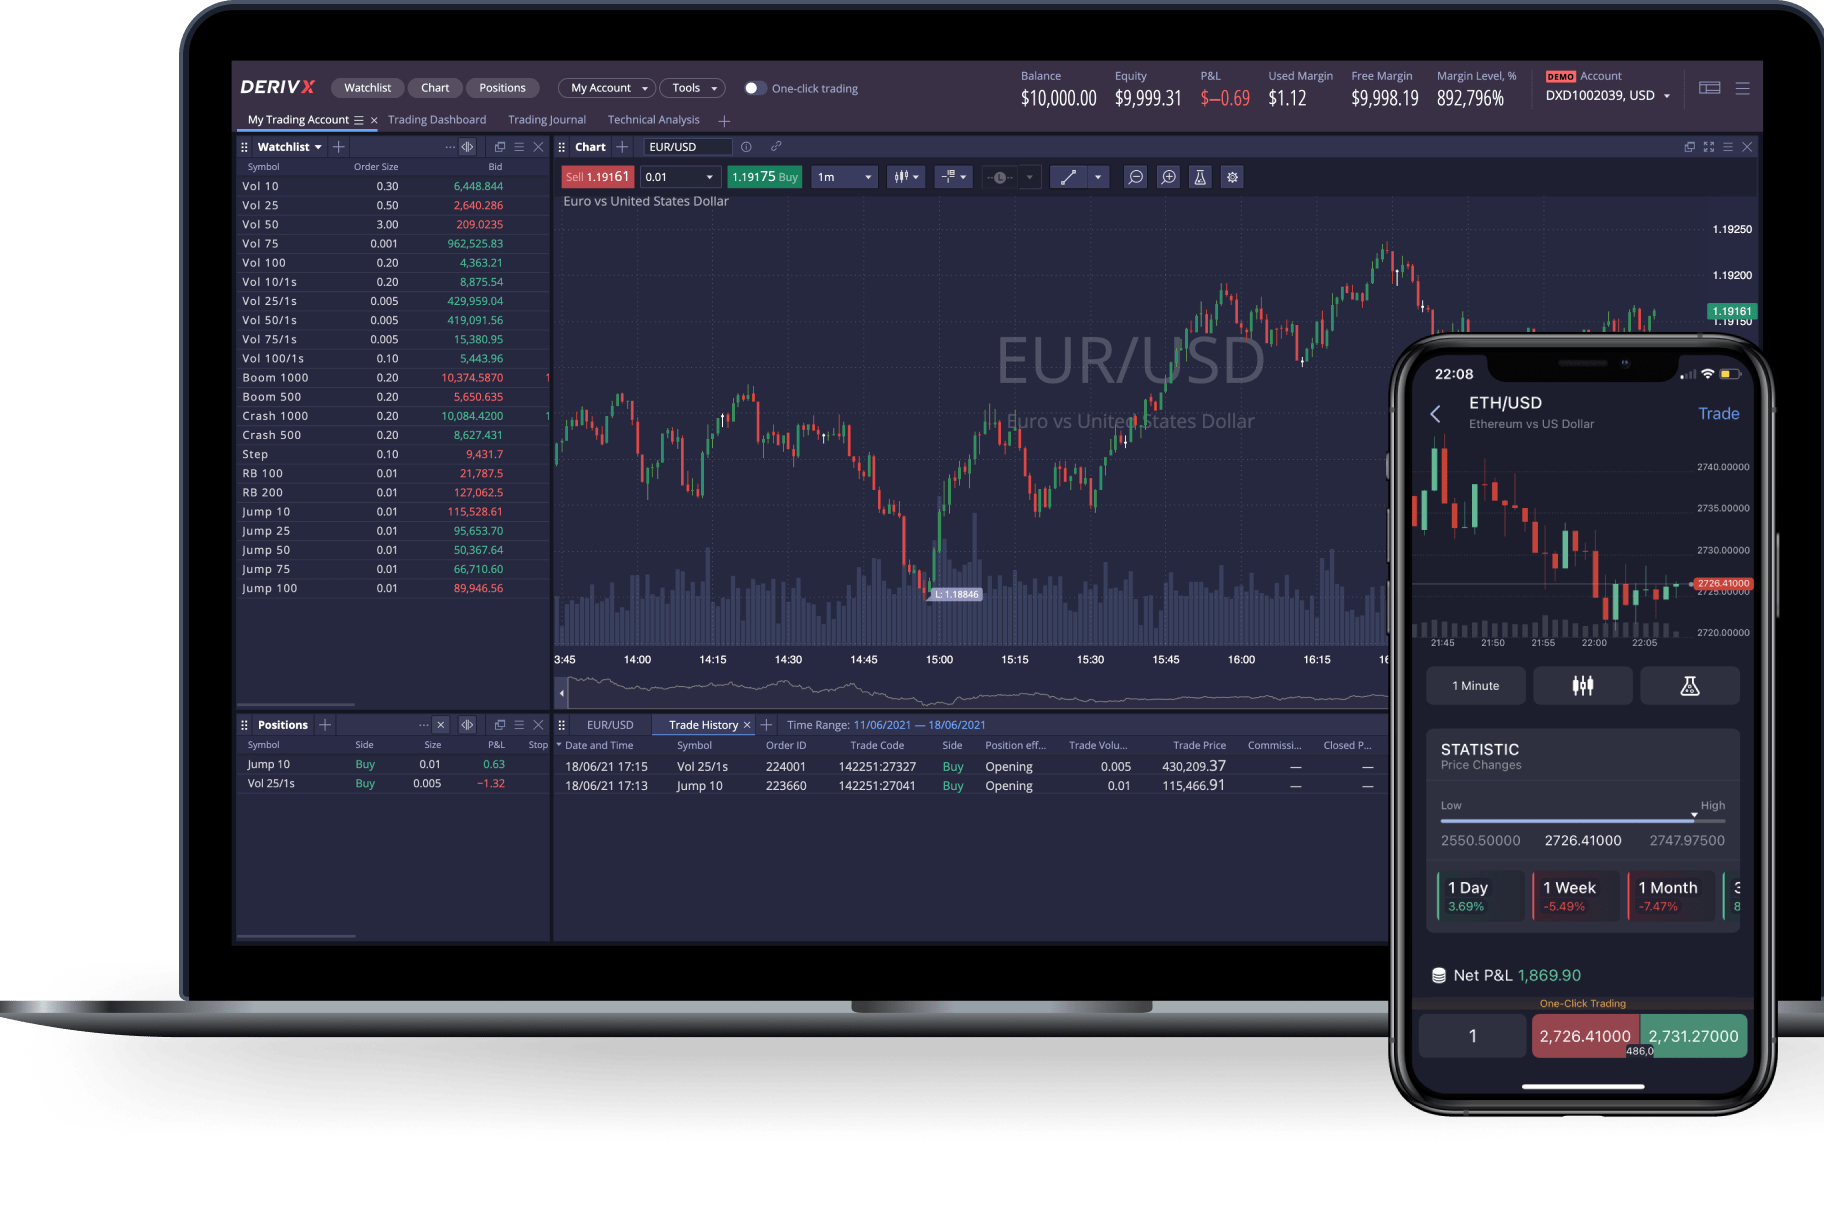 DERIV X Watchlist Chart Positions My Account Tools One-click trading
Balance Equity P&L Used Margin Free Margin Margin Level, % DEMO Account
$10,000.00 $9,999.31 $−0.69 $1.12 $9,998.19 892,796% DXD1002039, USD
My Trading Account Trading Dashboard Trading Journal Technical Analysis
Watchlist
Symbol Order Size Bid
Vol 10 0.30 6,448.844
Vol 25 0.50 2,640.286
Vol 50 3.00 209.0235
Vol 75 0.001 962,525.83
Vol 100 0.20 4,363.21
Vol 10/1s 0.20 8,875.54
Vol 25/1s 0.005 429,959.04
Vol 50/1s 0.005 419,091.56
Vol 75/1s 0.005 15,380.95
Vol 100/1s 0.10 5,443.96
Boom 1000 0.20 10,374.5870 1
Boom 500 0.20 5,650.635
Crash 1000 0.20 10,084.4200 1
Crash 500 0.20 8,627.431
Step 0.10 9,431.7
RB 100 0.01 21,787.5
RB 200 0.01 127,062.5
Jump 10 0.01 115,528.61
Jump 25 0.01 95,653.70
Jump 50 0.01 50,367.64
Jump 75 0.01 66,710.60
Jump 100 0.01 89,946.56
Chart EUR/USD
Sell 1.19161 0.01 1.19175 Buy 1m L
Euro vs United States Dollar
1.19250
1.19200
1.19161
1.19150
EUR/USD
Euro vs United States Dollar
L: 1.18846
3:45 14:00 14:15 14:30 14:45 15:00 15:15 15:30 15:45 16:00 16:15 16
Positions
Symbol Side Size P&L Stop
Jump 10 Buy 0.01 0.63
Vol 25/1s Buy 0.005 −1.32
EUR/USD Trade History Time Range: 11/06/2021 — 18/06/2021
Date and Time Symbol Order ID Trade Code Side Position eff... Trade Volu... Trade Price Commissi... Closed P...
18/06/21 17:15 Vol 25/1s 224001 142251:27327 Buy Opening 0.005 430,209.37 — —
18/06/21 17:13 Jump 10 223660 142251:27041 Buy Opening 0.01 115,466.91 — —
22:08
ETH/USD
Ethereum vs US Dollar
Trade
2740.00000
2735.00000
2730.00000
2726.41000
2725.00000
2720.00000
21:45 21:50 21:55 22:00 22:05
1 Minute
STATISTIC
Price Changes
Low High
2550.50000 2726.41000 2747.97500
1 Day 1 Week 1 Month 3
3.69% -5.49% -7.47% 8
Net P&L 1,869.90
One-Click Trading
1 2,726.41000 2,731.27000
486,0